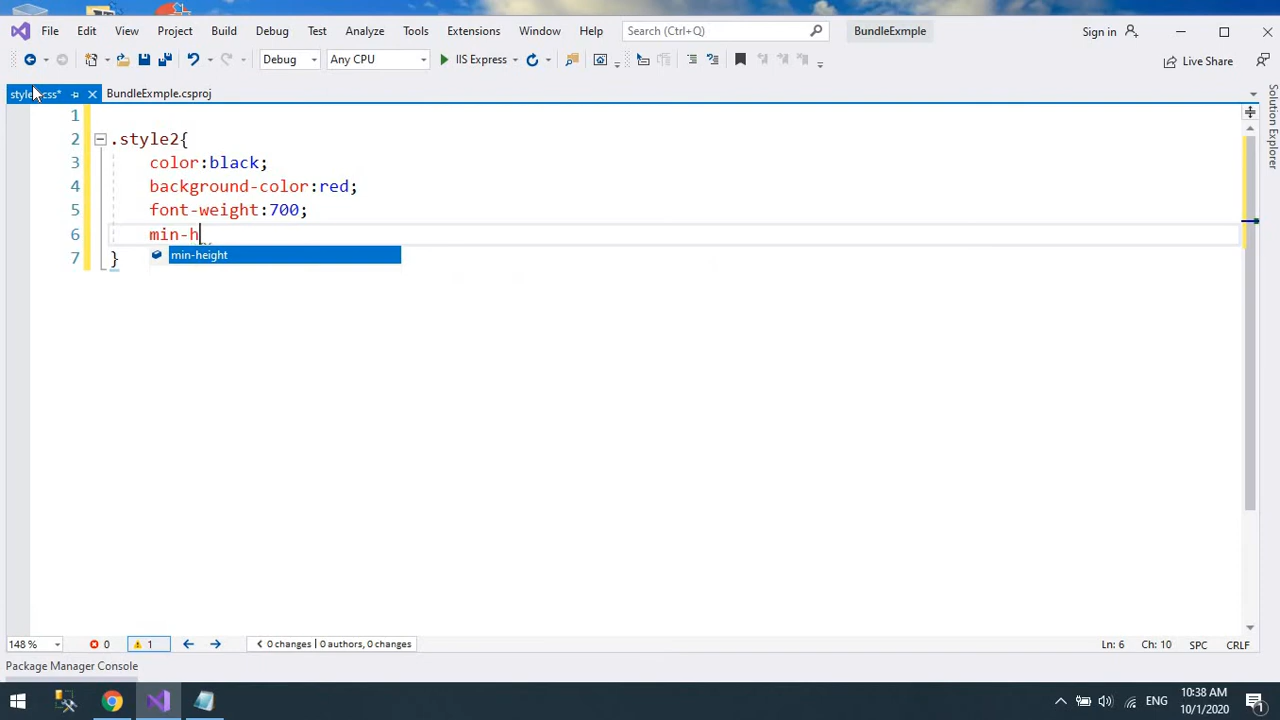 File Edit View Project Build Debug Test Analyze Tools Extensions Window Help Search (Ctrl+Q) BundleExmple Sign in
Debug Any CPU IIS Express Live Share
BundleExmple.csproj
Solution Explorer
1
2 .style2{
3 color:black;
4 background-color:red;
5 font-weight:700;
6 min-h
min-height
7 }
148 % 0 1 0 changes | 0 authors, 0 changes Ln: 6 Ch: 10 SPC CRLF
Package Manager Console
ENG 10:38 AM
10/1/2020 1